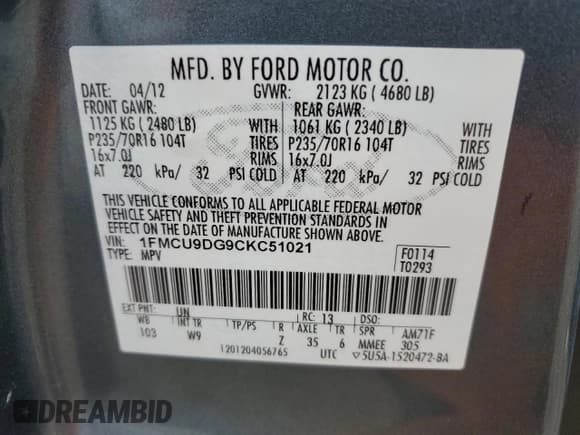 MFD. BY FORD MOTOR CO.
DATE: 04/12 GVWR: 2123 KG ( 4680 LB)
FRONT GAWR: REAR GAWR:
1125 KG ( 2480 LB) WITH 1061 KG ( 2340 LB) WITH
P235/70R16 104T TIRES P235/70R16 104T TIRES
16x7.0J RIMS 16x7.0J RIMS
AT 220 kPa/ 32 PSI COLD AT 220 kPa/ 32 PSI COLD
THIS VEHICLE CONFORMS TO ALL APPLICABLE FEDERAL MOTOR
VEHICLE SAFETY AND THEFT PREVENTION STANDARDS IN
EFFECT ON THE DATE OF MANUFACTURE SHOWN ABOVE.
VIN: 1FMCU9DG9CKC51021
TYPE: MPV
F0114
T0293
EXT PNT: UN RC: 13 DSO:
WB INT TR TP/PS R AXLE TR SPR AM71F
103 W9 Z 35 6 MMEE 305
1201204056765 UTC ▽5U5A-1520472-BA
Ford
DREAMBID